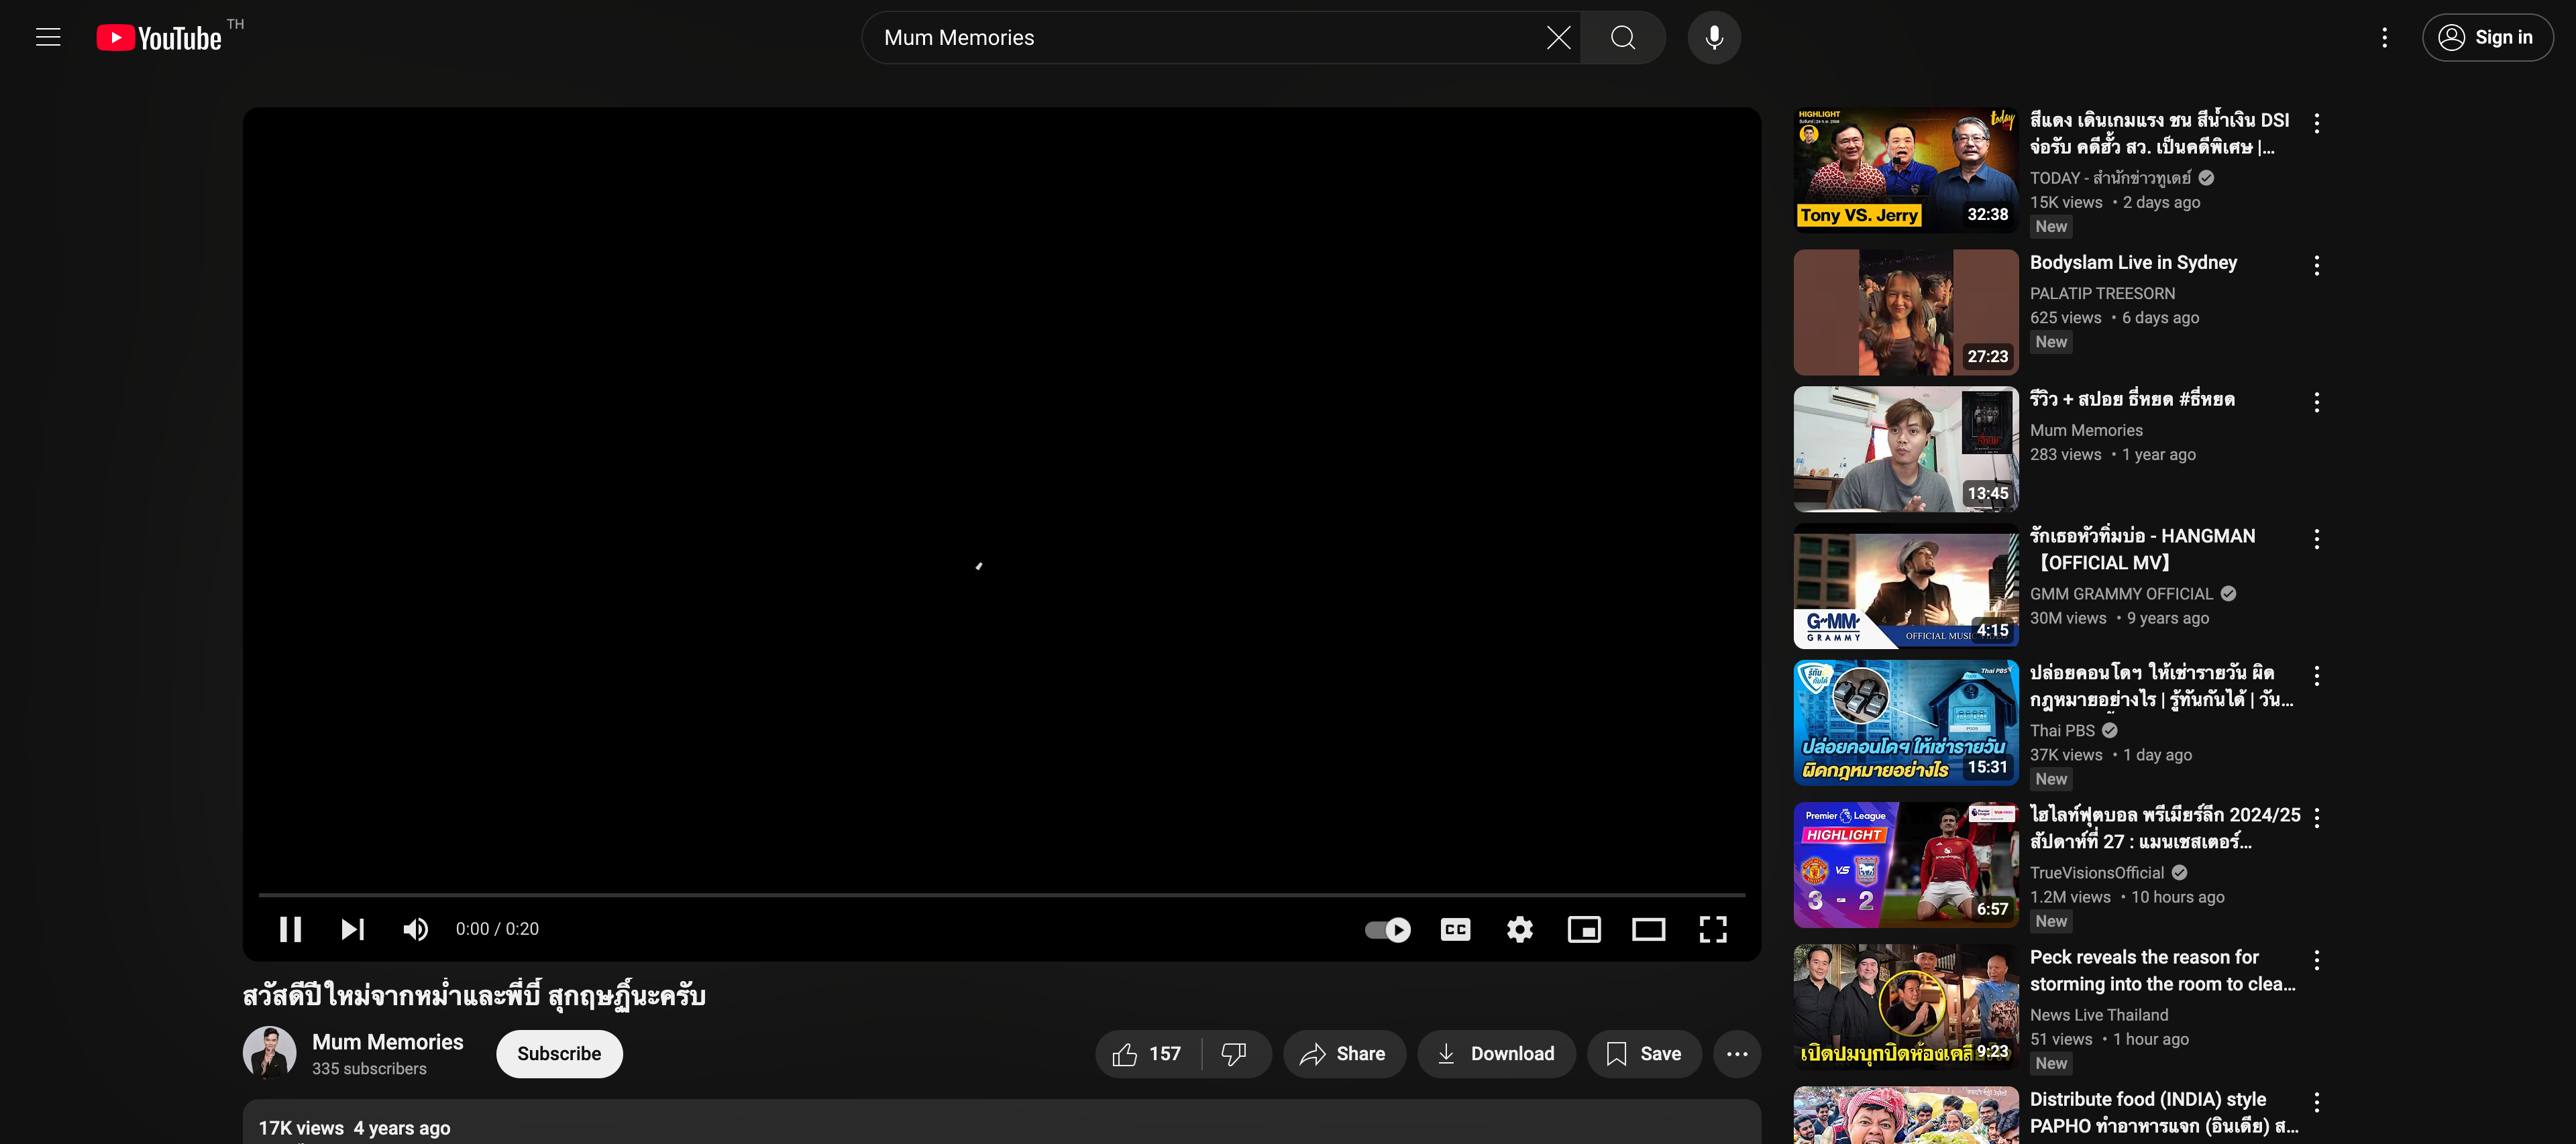 YouTube TH
Mum Memories
Sign in
0:00 / 0:20
CC
สวัสดีปีใหม่จากหม่ำและพี่บี้ สุกฤษฎิ์นะครับ
Mum Memories
335 subscribers
Subscribe
157
Share
Download
Save
17K views 4 years ago
HIGHLIGHT
today
Tony VS. Jerry
32:38
สีแดง เดินเกมแรง ชน สีน้ำเงิน DSI
จ่อรับ คดีฮั้ว สว. เป็นคดีพิเศษ |...
TODAY - สำนักข่าวทูเดย์
15K views • 2 days ago
New
27:23
Bodyslam Live in Sydney
PALATIP TREESORN
625 views • 6 days ago
New
13:45
รีวิว + สปอย ธี่หยด #ธี่หยด
Mum Memories
283 views • 1 year ago
GMM
GRAMMY
4:15
รักเธอหัวทิ่มบ่อ - HANGMAN
【OFFICIAL MV】
GMM GRAMMY OFFICIAL
30M views • 9 years ago
รู้ทัน
กันได้
Thai PBS
ปล่อยคอนโดฯ ให้เช่ารายวัน
ผิดกฎหมายอย่างไร
15:31
ปล่อยคอนโดฯ ให้เช่ารายวัน ผิด
กฎหมายอย่างไร | รู้ทันกันได้ | วัน...
Thai PBS
37K views • 1 day ago
New
Premier League
HIGHLIGHT
VS
3 - 2
6:57
ไฮไลท์ฟุตบอล พรีเมียร์ลีก 2024/25
สัปดาห์ที่ 27 : แมนเชสเตอร์...
TrueVisionsOfficial
1.2M views • 10 hours ago
New
เปิดปมบุกปิดห้องเคลียร์
9:23
Peck reveals the reason for
storming into the room to clea...
News Live Thailand
51 views • 1 hour ago
New
Distribute food (INDIA) style
PAPHO ทำอาหารแจก (อินเดีย) ส...